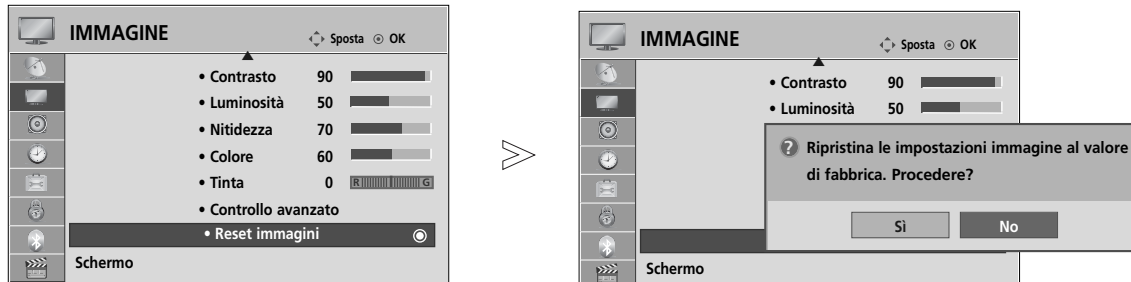 IMMAGINE
Sposta OK
• Contrasto 90
• Luminosità 50
• Nitidezza 70
• Colore 60
• Tinta 0 R G
• Controllo avanzato
• Reset immagini
Schermo
IMMAGINE
Sposta OK
• Contrasto 90
• Luminosità 50
? Ripristina le impostazioni immagine al valore
di fabbrica. Procedere?
Sì No
Schermo